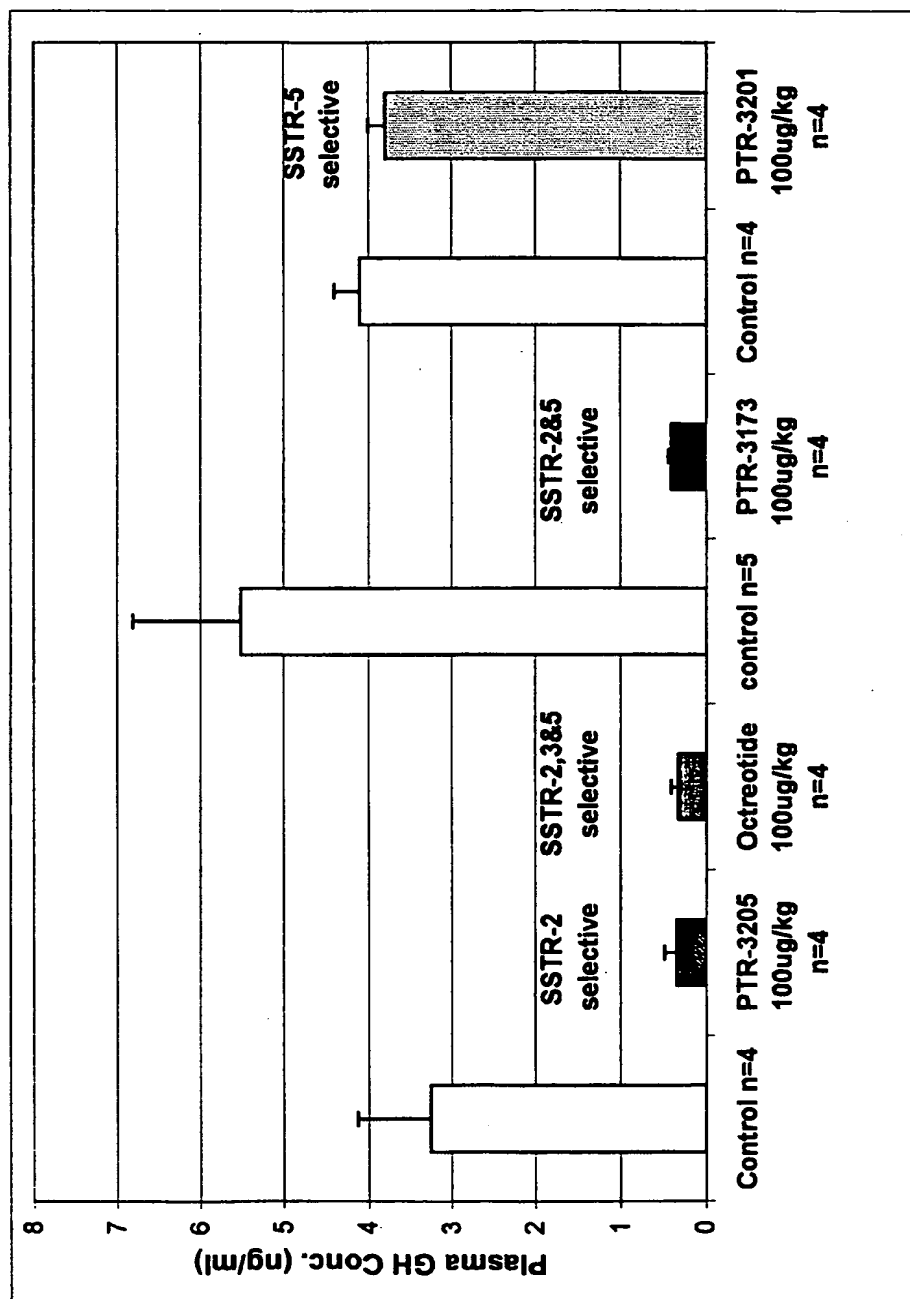 Plasma GH Conc. (ng/ml)
8
7
6
5
4
3
2
1
0
SSTR-2
selective
SSTR-2,3&5
selective
SSTR-2&5
selective
SSTR-5
selective
Control n=4
PTR-3205
100ug/kg
n=4
Octreotide
100ug/kg
n=4
control n=5
PTR-3173
100ug/kg
n=4
Control n=4
PTR-3201
100ug/kg
n=4